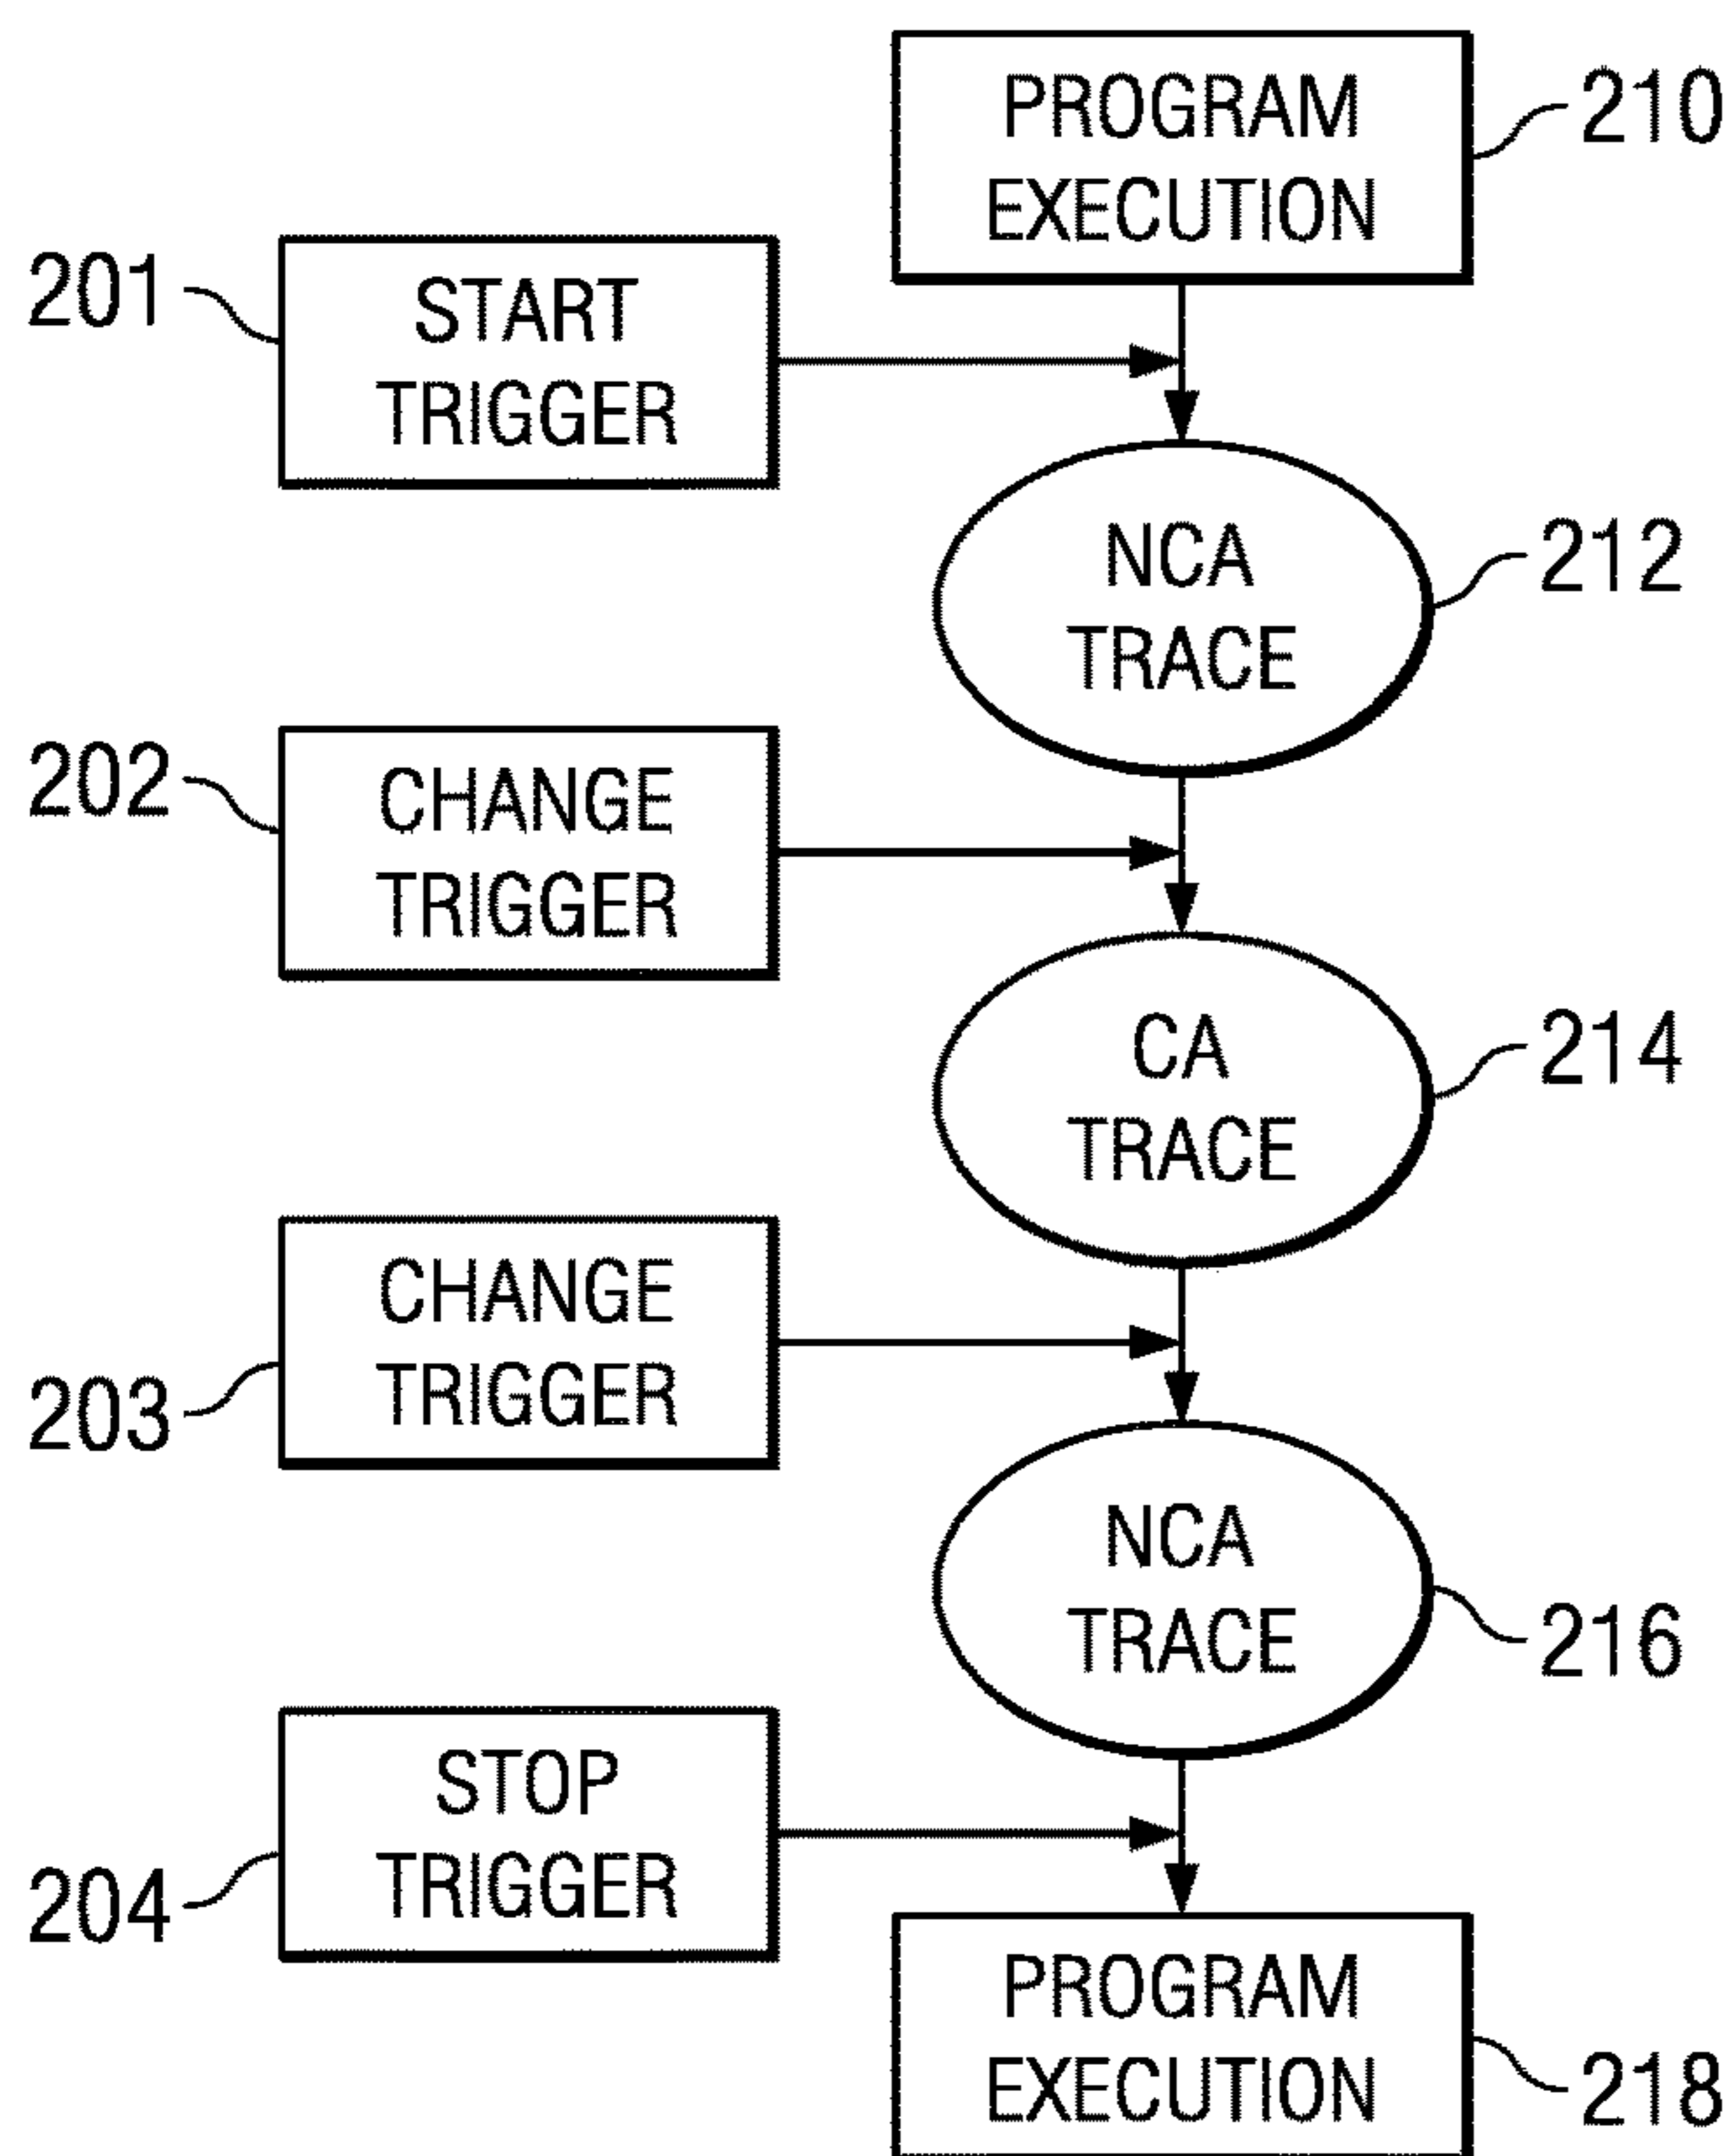 PROGRAM
EXECUTION
210
201
START
TRIGGER
NCA
TRACE
212
202
CHANGE
TRIGGER
CA
TRACE
214
203
CHANGE
TRIGGER
NCA
TRACE
216
204
STOP
TRIGGER
PROGRAM
EXECUTION
218